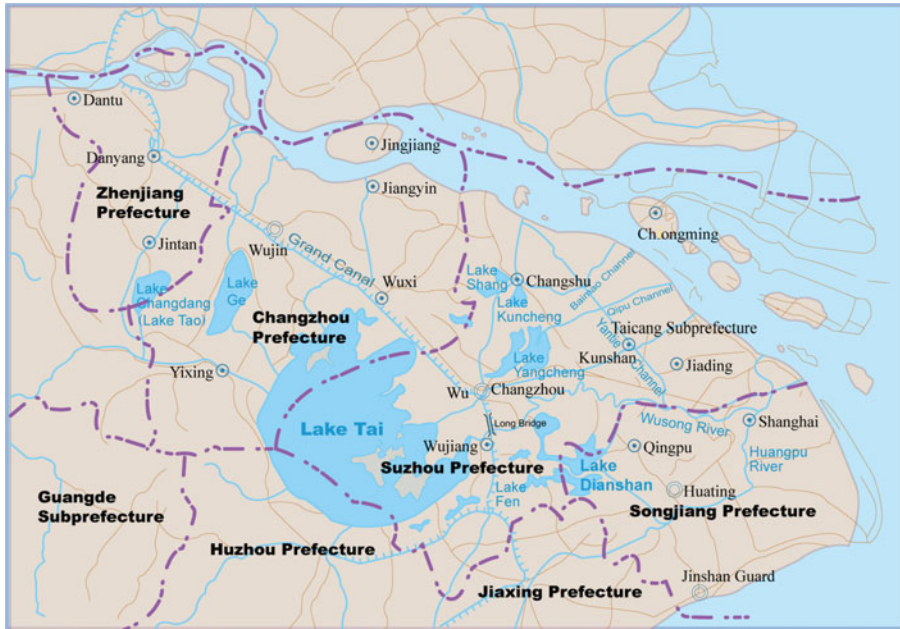 Dantu
Jingjiang
Danyang
Jiangyin
Zhenjiang
Prefecture
Chongming
Jintan
Wujin
Grand Canal
Lake
Shang
Changshu
Baimao Channel
Lake
Changdang
(Lake Tao)
Lake
Ge
Wuxi
Lake
Kuncheng
Qipu Channel
Changzhou
Prefecture
Taicang Subprefecture
Yantie Channel
Kunshan
Lake
Yangcheng
Jiading
Yixing
Wu
Changzhou
Lake Tai
Long Bridge
Wusong River
Shanghai
Wujiang
Qingpu
Huangpu
River
Suzhou Prefecture
Lake
Dianshan
Lake
Fen
Huating
Guangde
Subprefecture
Songjiang Prefecture
Huzhou Prefecture
Jiaxing Prefecture
Jinshan Guard